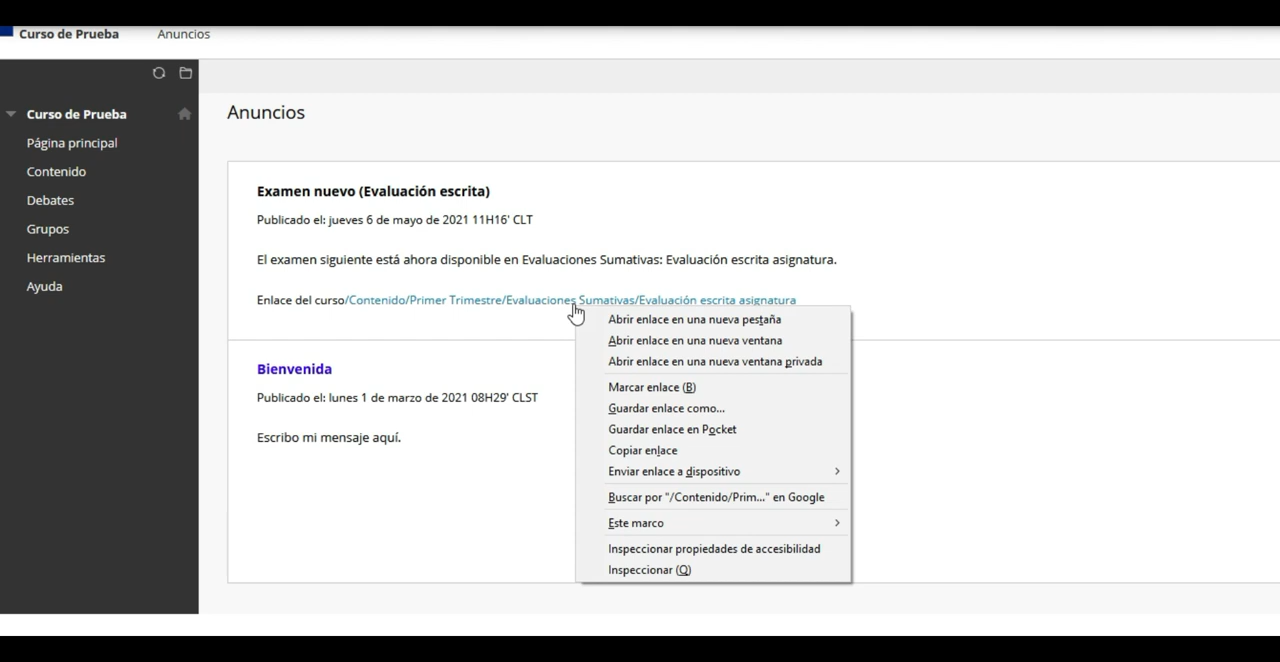 Curso de Prueba Anuncios
Curso de Prueba
Página principal
Contenido
Debates
Grupos
Herramientas
Ayuda
Anuncios
Examen nuevo (Evaluación escrita)
Publicado el: jueves 6 de mayo de 2021 11H16' CLT
El examen siguiente está ahora disponible en Evaluaciones Sumativas: Evaluación escrita asignatura.
Enlace del curso/Contenido/Primer Trimestre/Evaluaciones Sumativas/Evaluación escrita asignatura
Bienvenida
Publicado el: lunes 1 de marzo de 2021 08H29' CLST
Escribo mi mensaje aquí.
Abrir enlace en una nueva pestaña
Abrir enlace en una nueva ventana
Abrir enlace en una nueva ventana privada
Marcar enlace (B)
Guardar enlace como...
Guardar enlace en Pocket
Copiar enlace
Enviar enlace a dispositivo
Buscar por "/Contenido/Prim..." en Google
Este marco
Inspeccionar propiedades de accesibilidad
Inspeccionar (Q)